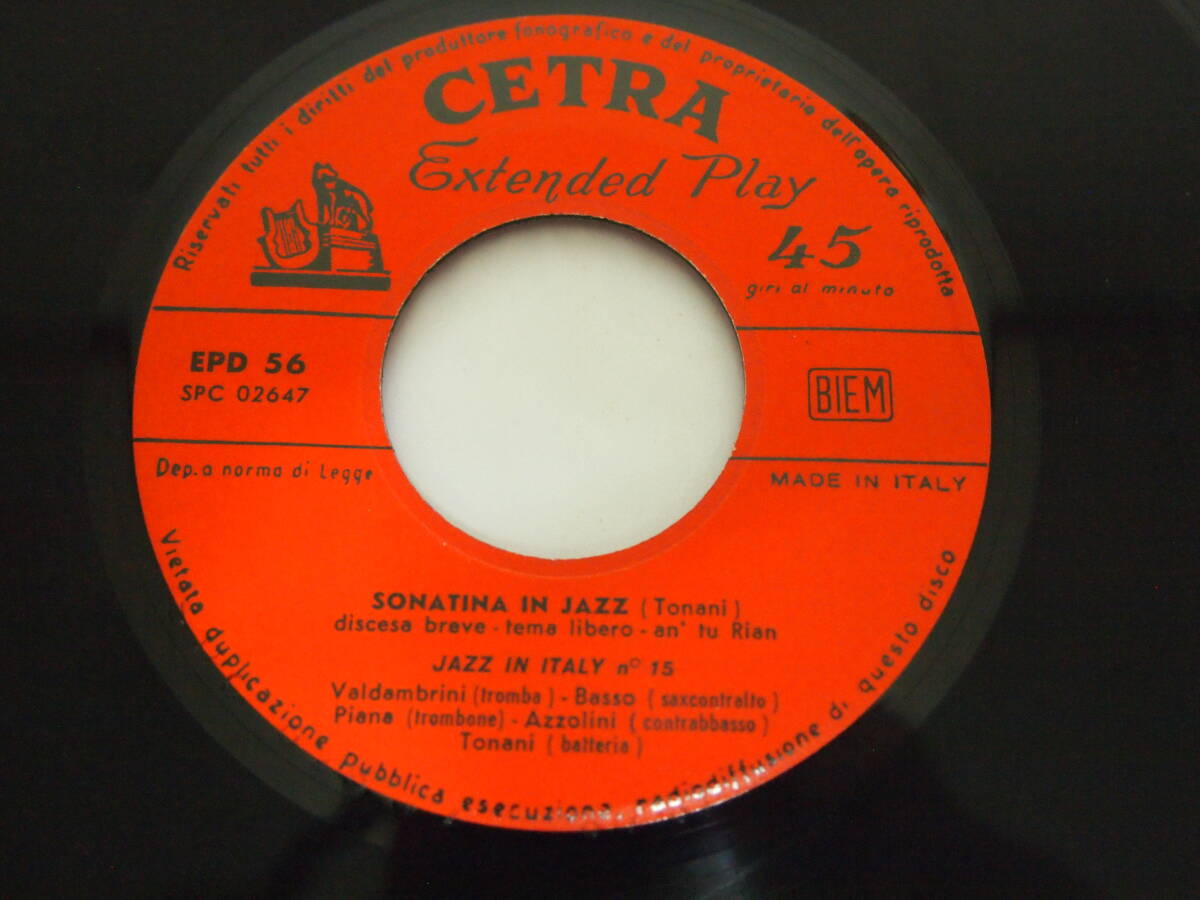 Riservati tutti i diritti del produttore fonografico e del proprietario dell'opera riprodotta
CETRA
Extended Play
45
giri al minuto
EPD 56
SPC 02647
BIEM
Dep. a norma di Legge
MADE IN ITALY
SONATINA IN JAZZ (Tonani)
discesa breve - tema libero - an' tu Rian
JAZZ IN ITALY n° 15
Valdambrini (tromba) - Basso (saxcontralto)
Piana (trombone) - Azzolini (contrabbasso)
Tonani (batteria)
Vietata duplicazione pubblica esecuzione, radiodiffusione di questo disco